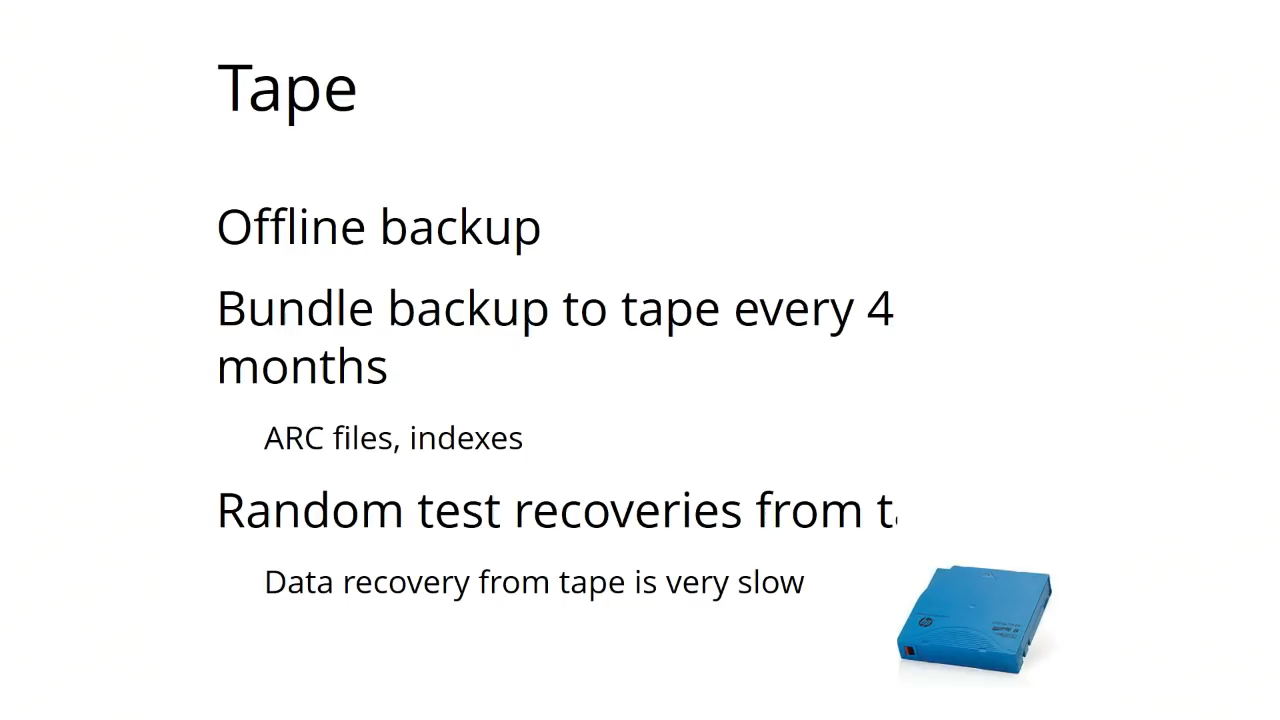 Tape
Offline backup
Bundle backup to tape every 4
months
ARC files, indexes
Random test recoveries from
Data recovery from tape is very slow